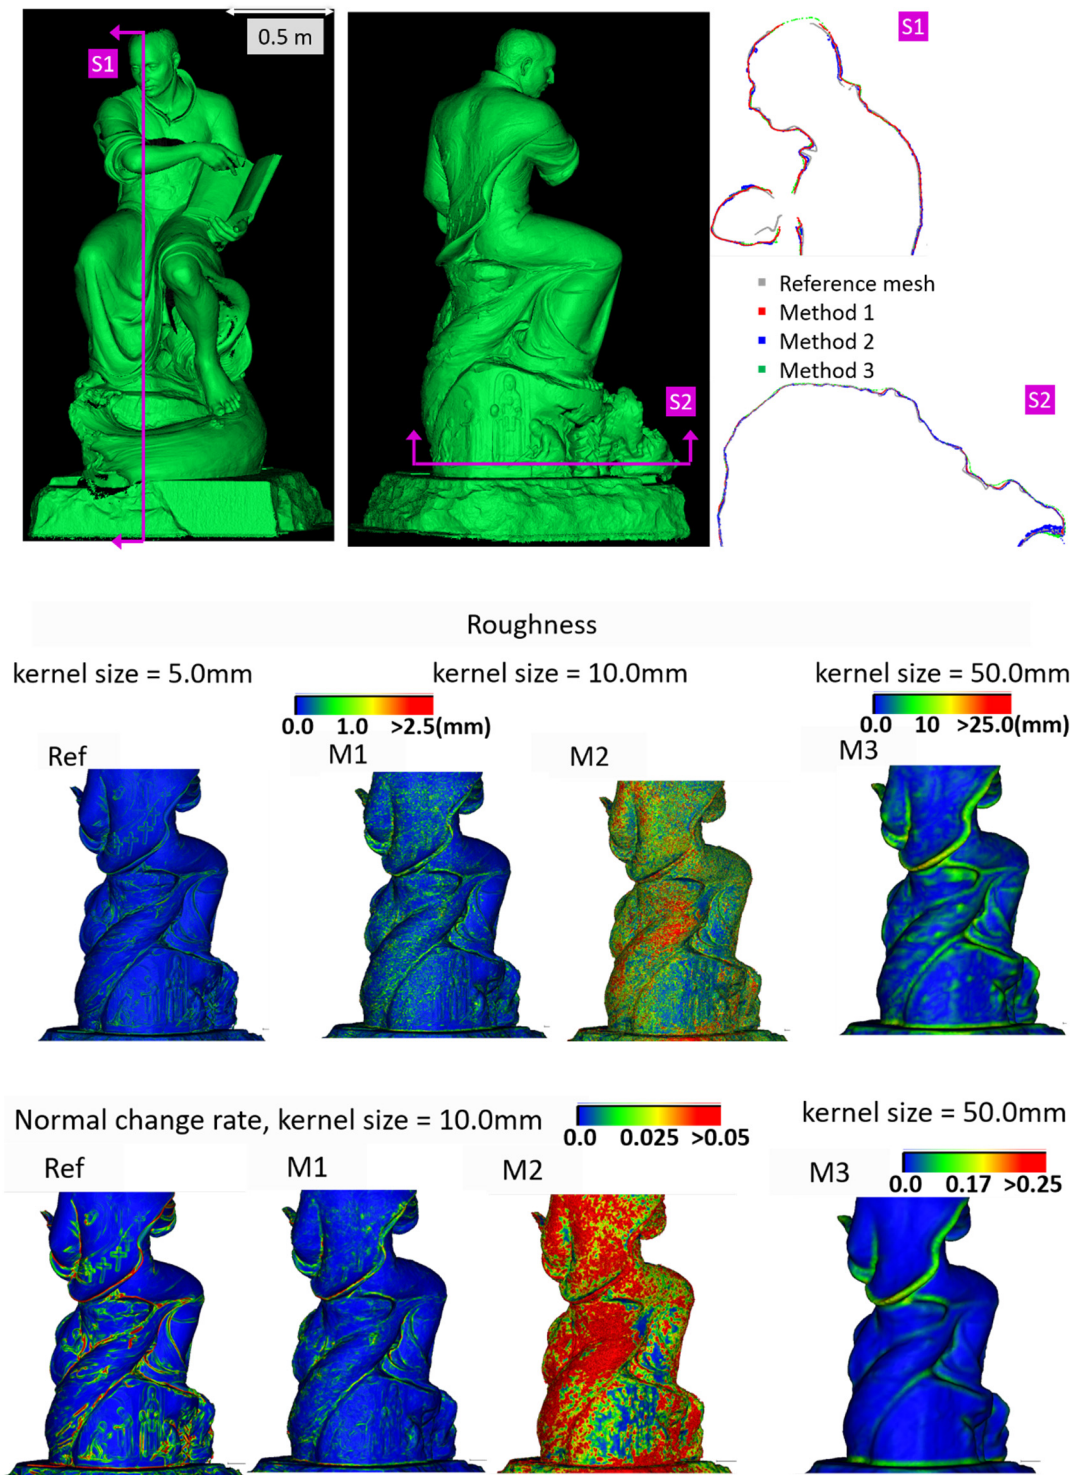 S1
0.5 m
S2
S1
Reference mesh
Method 1
Method 2
Method 3
S2
Roughness
kernel size = 5.0mm
kernel size = 10.0mm
kernel size = 50.0mm
0.0 1.0 >2.5(mm)
0.0 10 >25.0(mm)
Ref
M1
M2
M3
Normal change rate, kernel size = 10.0mm
0.0 0.025 >0.05
kernel size = 50.0mm
Ref
M1
M2
M3
0.0 0.17 >0.25